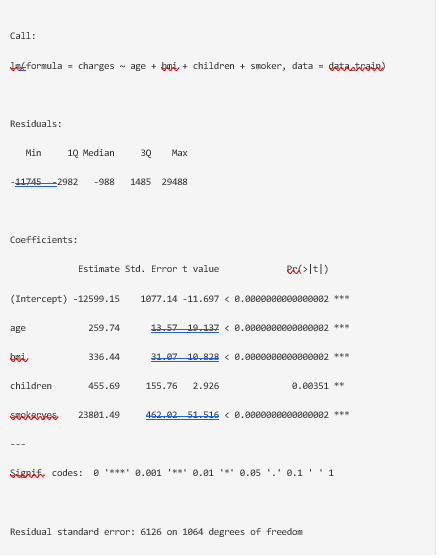 Call:
lm(formula = charges ~ age + bmi + children + smoker, data = data_train)
Residuals:
   Min     1Q Median     3Q    Max
-11745  -2982   -988   1485  29488
Coefficients:
            Estimate Std. Error t value             Pr(>|t|)
(Intercept) -12599.15    1077.14 -11.697 < 0.0000000000000002 ***
age            259.74      13.57  19.137 < 0.0000000000000002 ***
bmi            336.44      31.07  10.828 < 0.0000000000000002 ***
children       455.69     155.76   2.926              0.00351 **
smokeryes    23801.49     462.02  51.516 < 0.0000000000000002 ***
---
Signif. codes:  0 '***' 0.001 '**' 0.01 '*' 0.05 '.' 0.1 ' ' 1
Residual standard error: 6126 on 1064 degrees of freedom